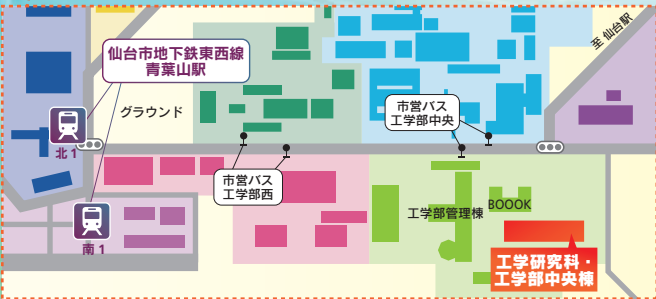 仙台市地下鉄東西線
青葉山駅
至 仙台駅
グラウンド
市営バス
工学部中央
北1
市営バス
工学部西
工学部管理棟
BOOOK
南1
工学研究科・
工学部中央棟